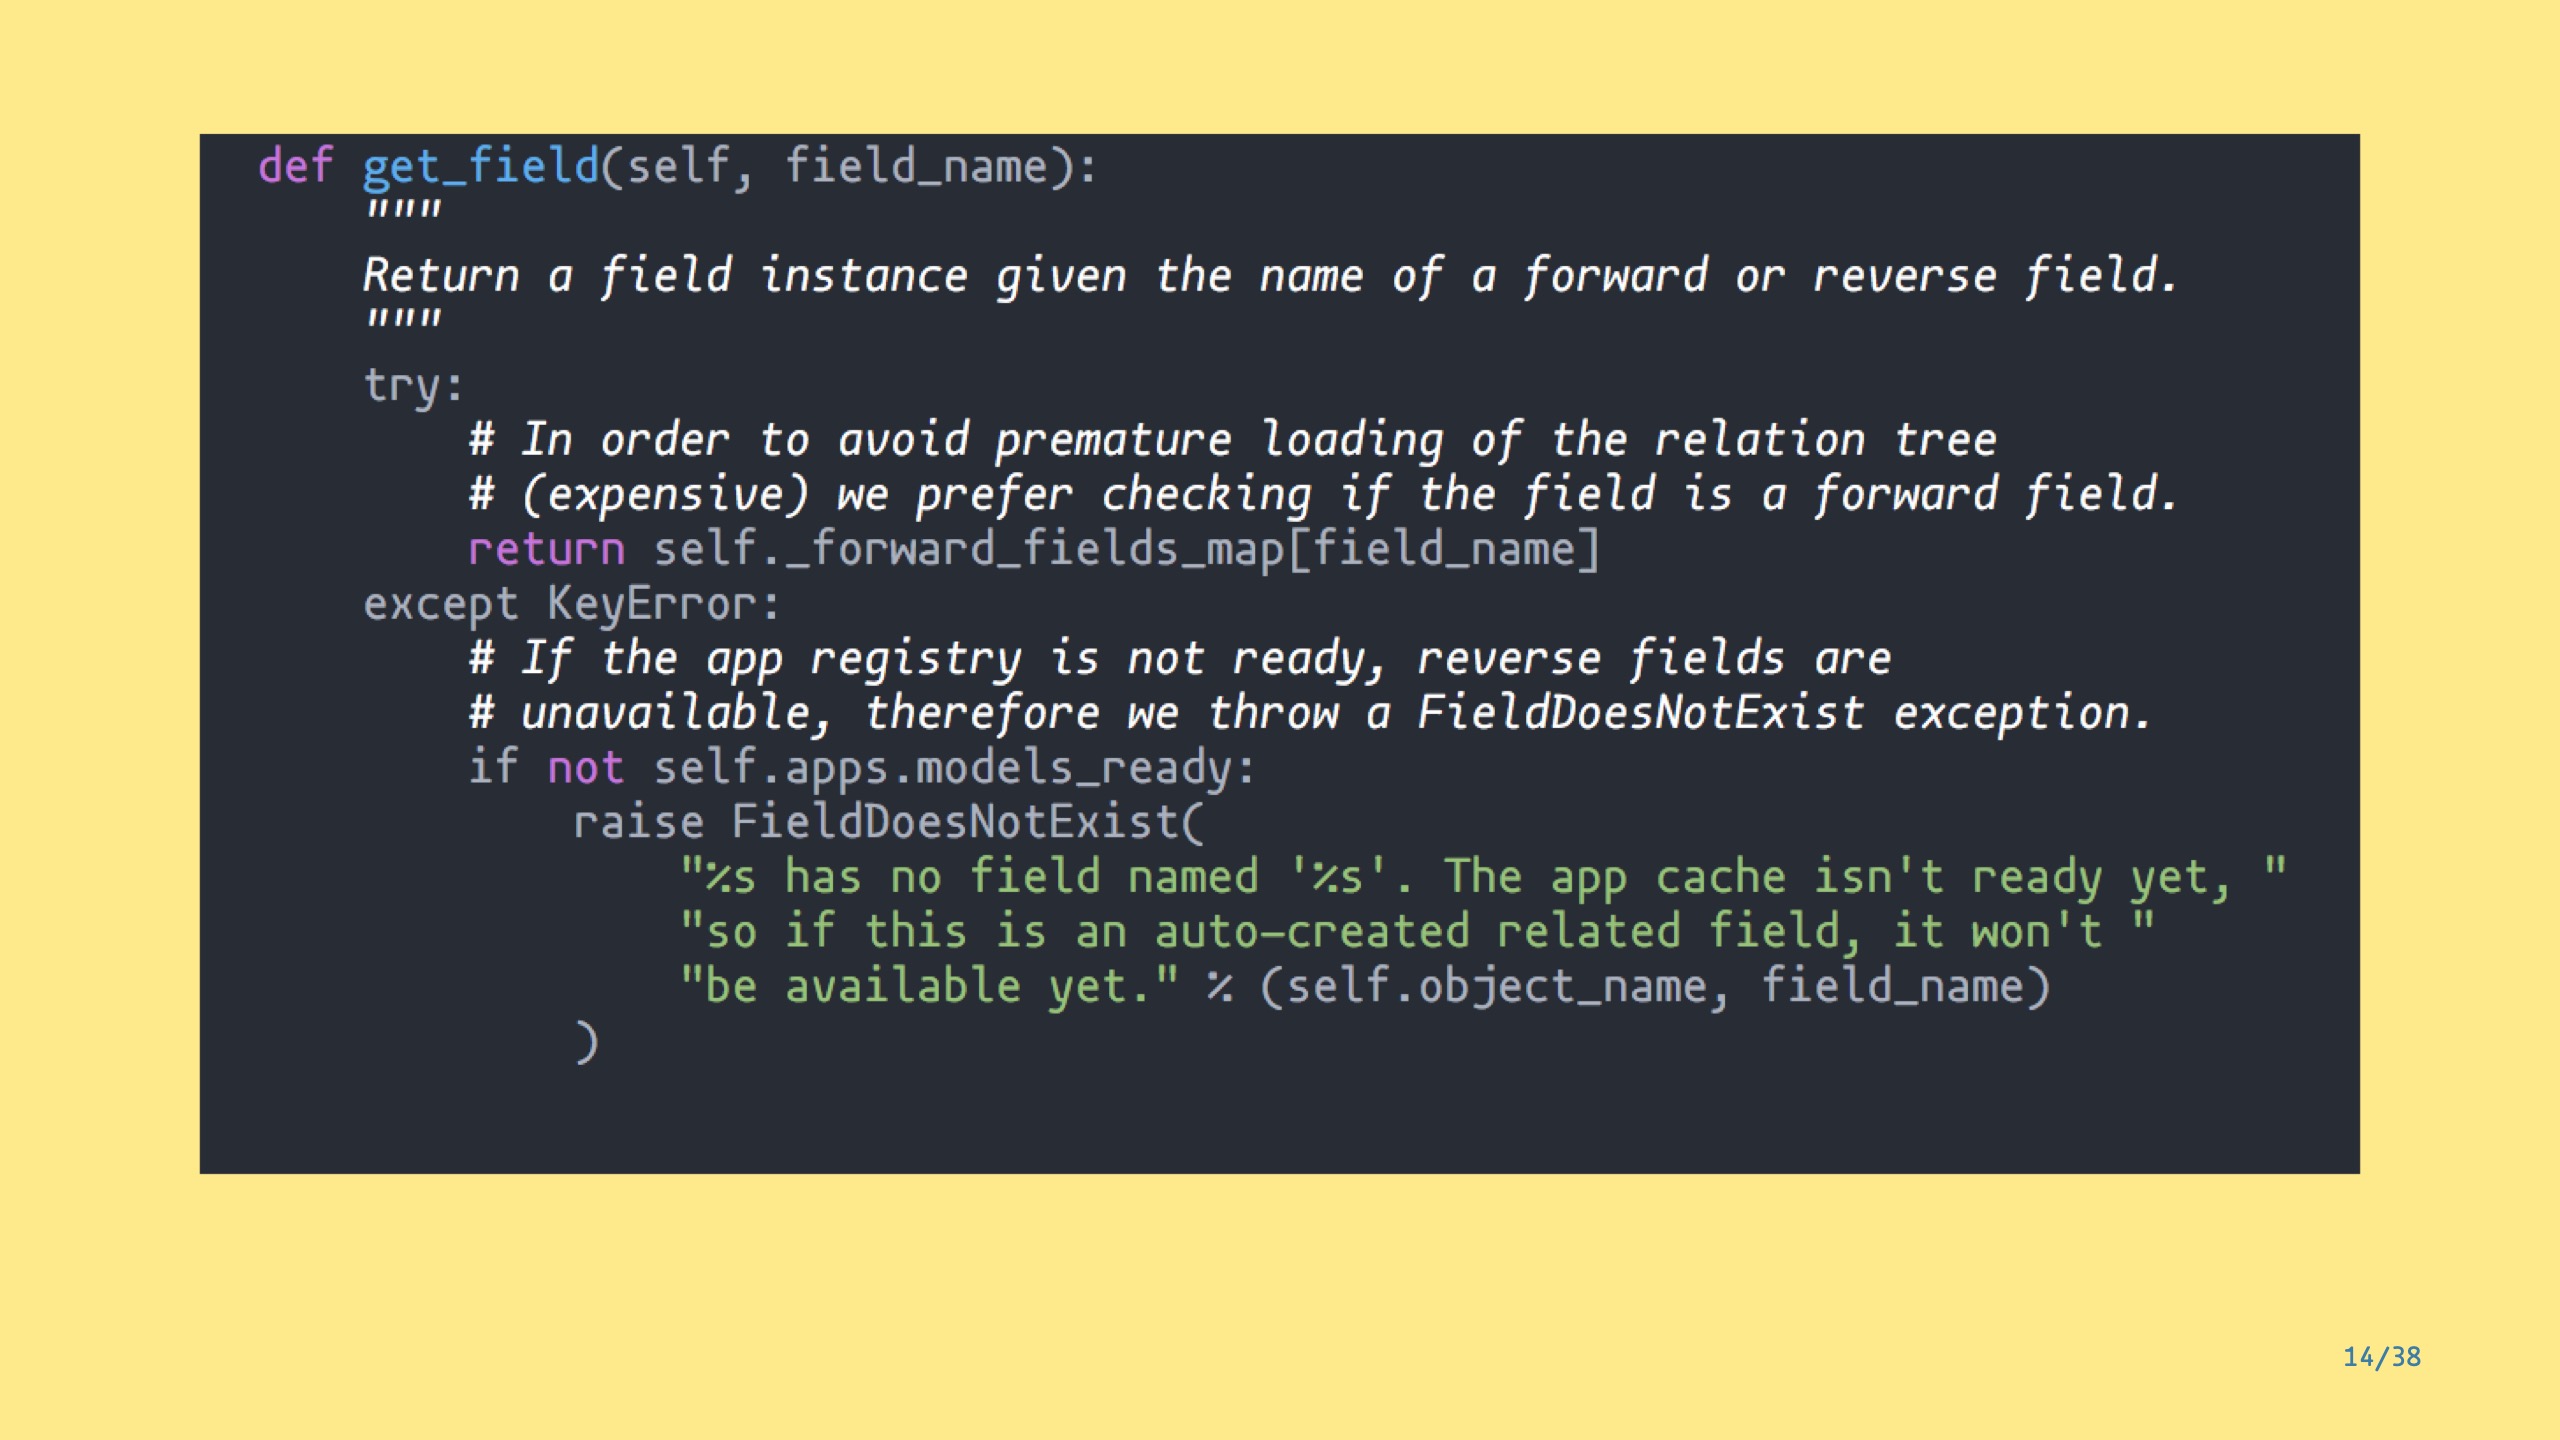 def get_field(self, field_name):
    """
    Return a field instance given the name of a forward or reverse field.
    """
    try:
        # In order to avoid premature loading of the relation tree
        # (expensive) we prefer checking if the field is a forward field.
        return self._forward_fields_map[field_name]
    except KeyError:
        # If the app registry is not ready, reverse fields are
        # unavailable, therefore we throw a FieldDoesNotExist exception.
        if not self.apps.models_ready:
            raise FieldDoesNotExist(
                "%s has no field named '%s'. The app cache isn't ready yet, "
                "so if this is an auto-created related field, it won't "
                "be available yet." % (self.object_name, field_name)
            )
14/38